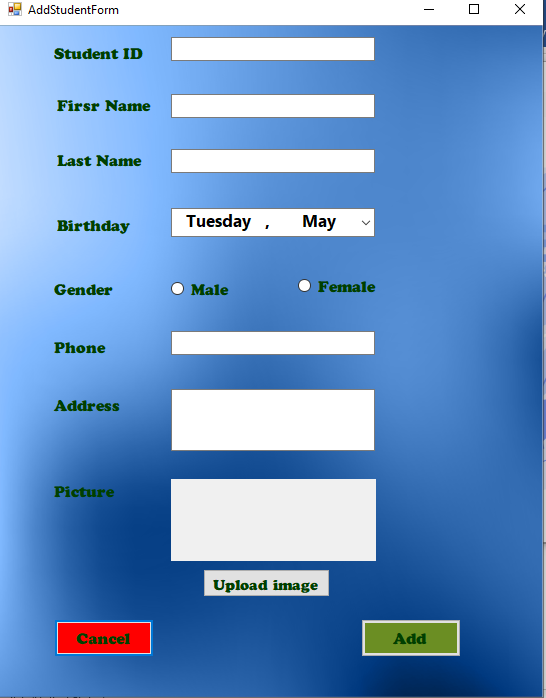 AddStudentForm
Student ID
Firsr Name
Last Name
Birthday Tuesday , May
Gender Male Female
Phone
Address
Picture
Upload image
Cancel Add